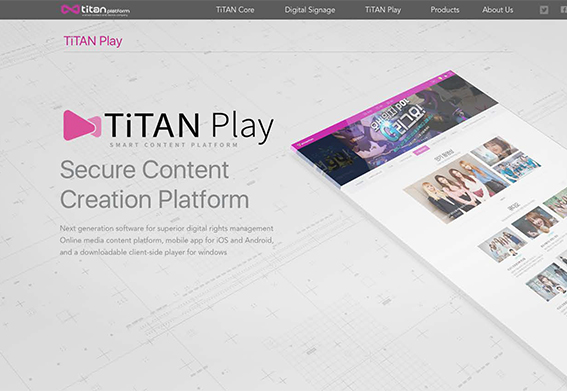 titan platform
TiTAN Core Digital Signage TiTAN Play Products About Us
TiTAN Play
TiTAN Play
SMART CONTENT PLATFORM
Secure Content
Creation Platform
Next generation software for superior digital rights management
Online media content platform, mobile app for iOS and Android,
and a downloadable client-side player for windows